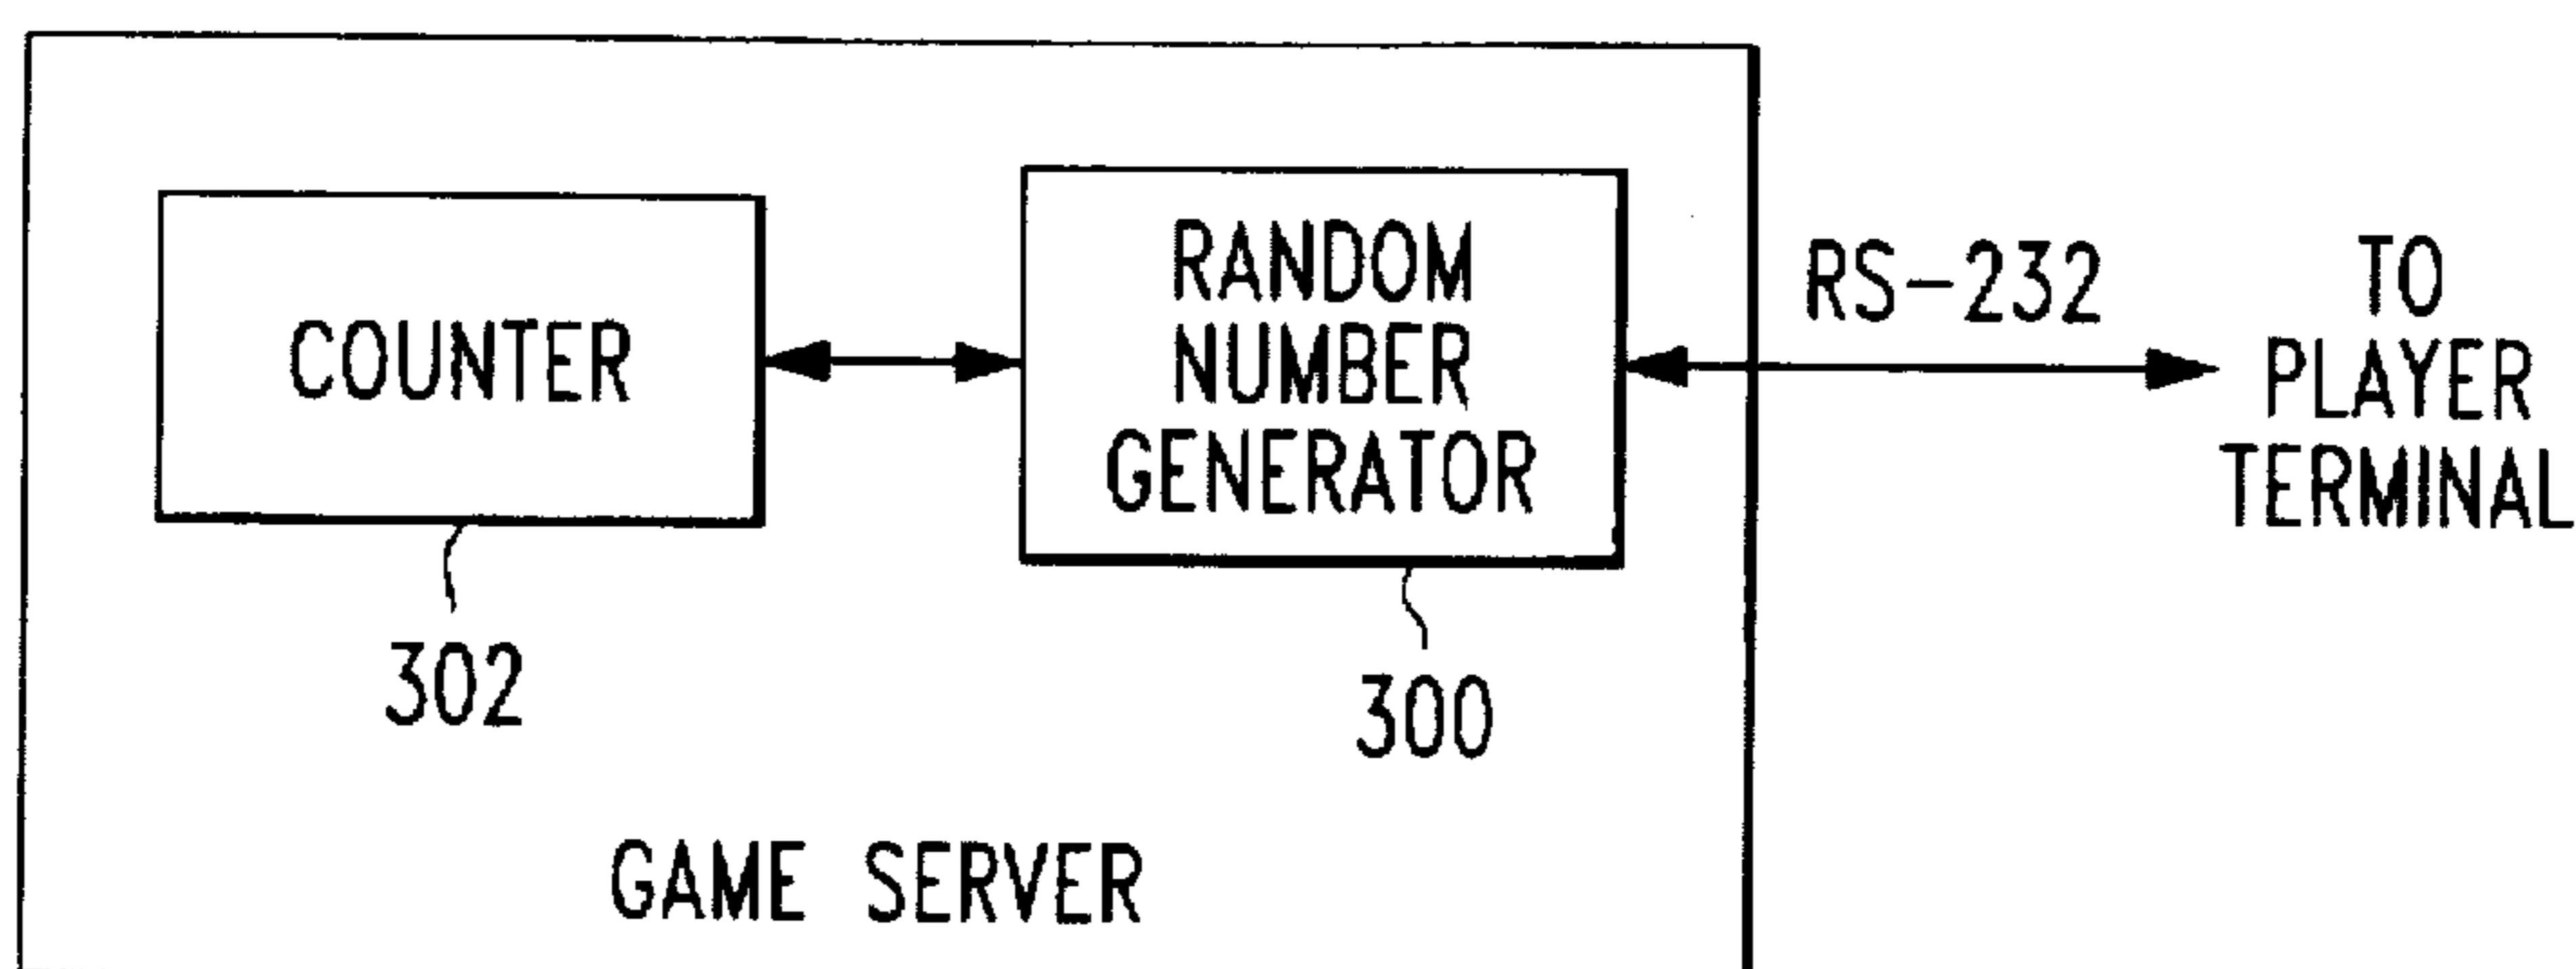 COUNTER
302
RANDOM
NUMBER
GENERATOR
300
RS-232
TO
PLAYER
TERMINAL
GAME SERVER